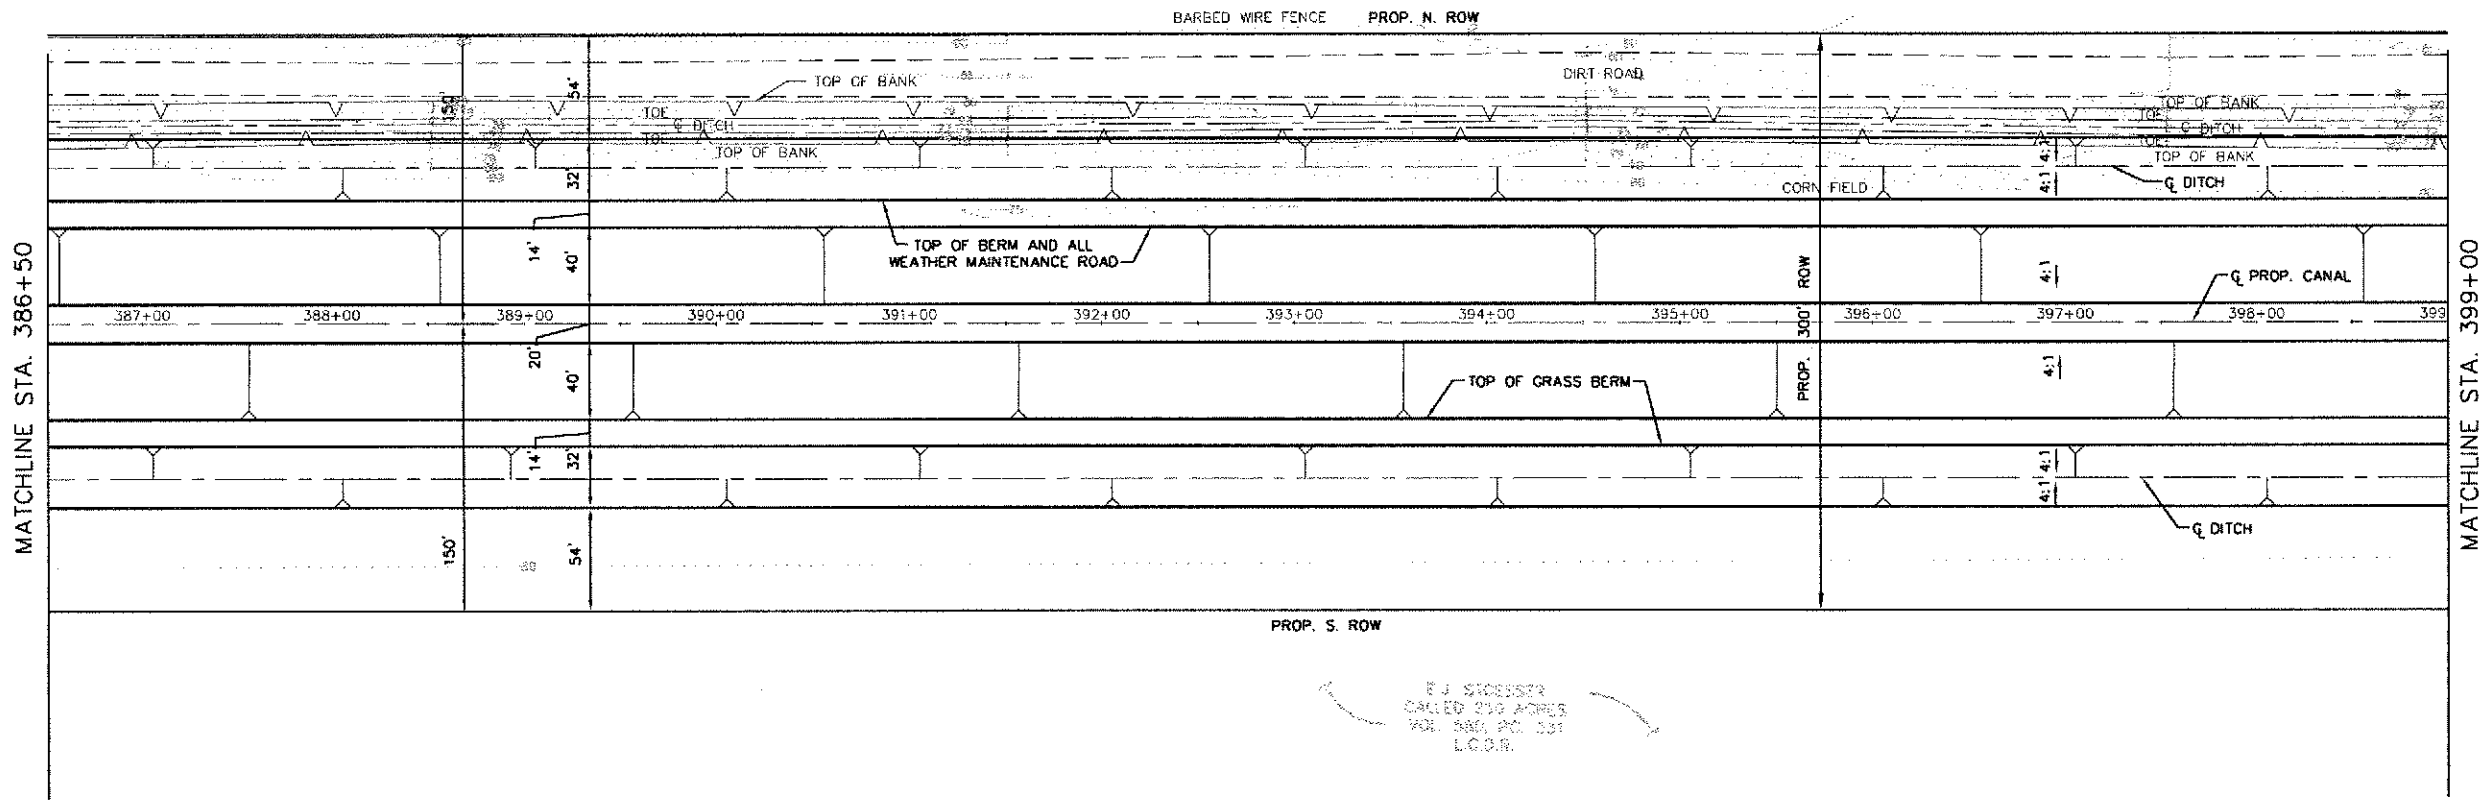 BARBED WIRE FENCE PROP. N. ROW
TOP OF BANK
DIRT ROAD
54'
150'
TOE
℄ DITCH
TOE
TOP OF BANK
TOP OF BANK
TOE
℄ DITCH
TOE
TOP OF BANK
4:1
32'
4:1
CORN FIELD
℄ DITCH
14'
40'
TOP OF BERM AND ALL
WEATHER MAINTENANCE ROAD
4:1
℄ PROP. CANAL
MATCHLINE STA. 386+50
MATCHLINE STA. 399+00
387+00 388+00 389+00 390+00 391+00 392+00 393+00 394+00 395+00 396+00 397+00 398+00 399
PROP. 300' ROW
20'
40'
4:1
TOP OF GRASS BERM
14'
32'
4:1
4:1
℄ DITCH
150'
54'
PROP. S. ROW
CALLED ACRES
L.C.D.R.